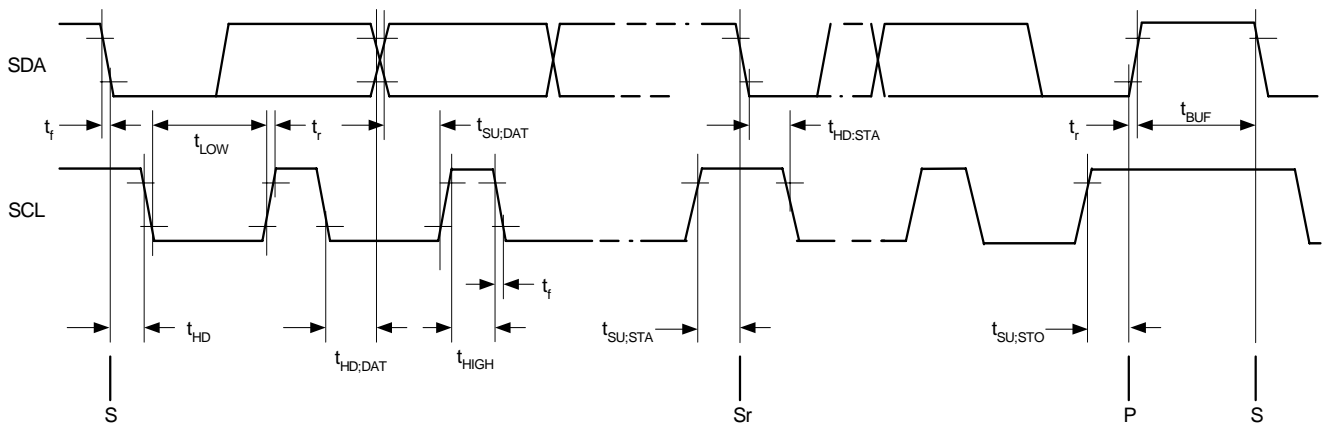 SDA
t_f
t_LOW
t_r
t_SU;DAT
t_HD:STA
t_r
t_BUF
SCL
t_f
t_HD
t_HD;DAT
t_HIGH
t_SU;STA
t_SU;STO
S
Sr
P
S